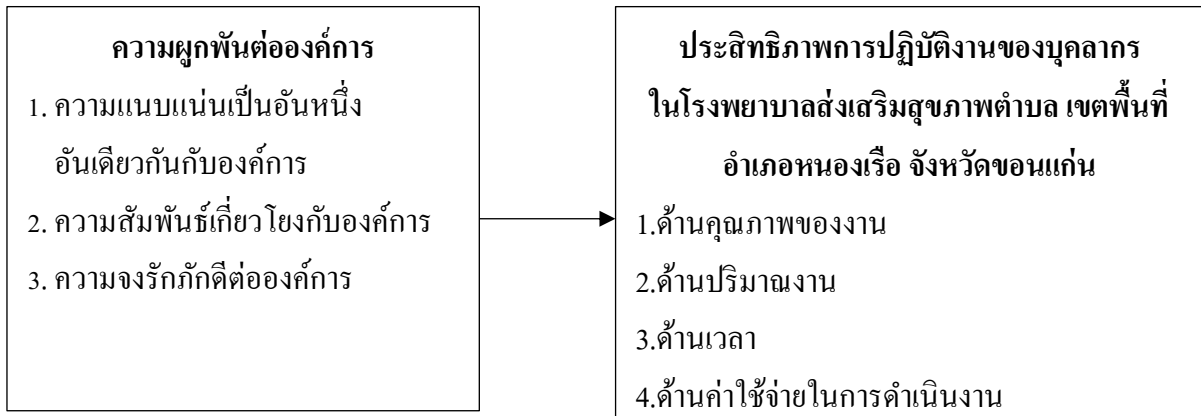 ความผูกพันต่อองค์การ
1. ความแนบแน่นเป็นอันหนึ่ง
อันเดียวกันกับองค์การ
2. ความสัมพันธ์เกี่ยวโยงกับองค์การ
3. ความจงรักภักดีต่อองค์การ
ประสิทธิภาพการปฏิบัติงานของบุคลากร
ในโรงพยาบาลส่งเสริมสุขภาพตำบล เขตพื้นที่
อำเภอหนองเรือ จังหวัดขอนแก่น
1.ด้านคุณภาพของงาน
2.ด้านปริมาณงาน
3.ด้านเวลา
4.ด้านค่าใช้จ่ายในการดำเนินงาน